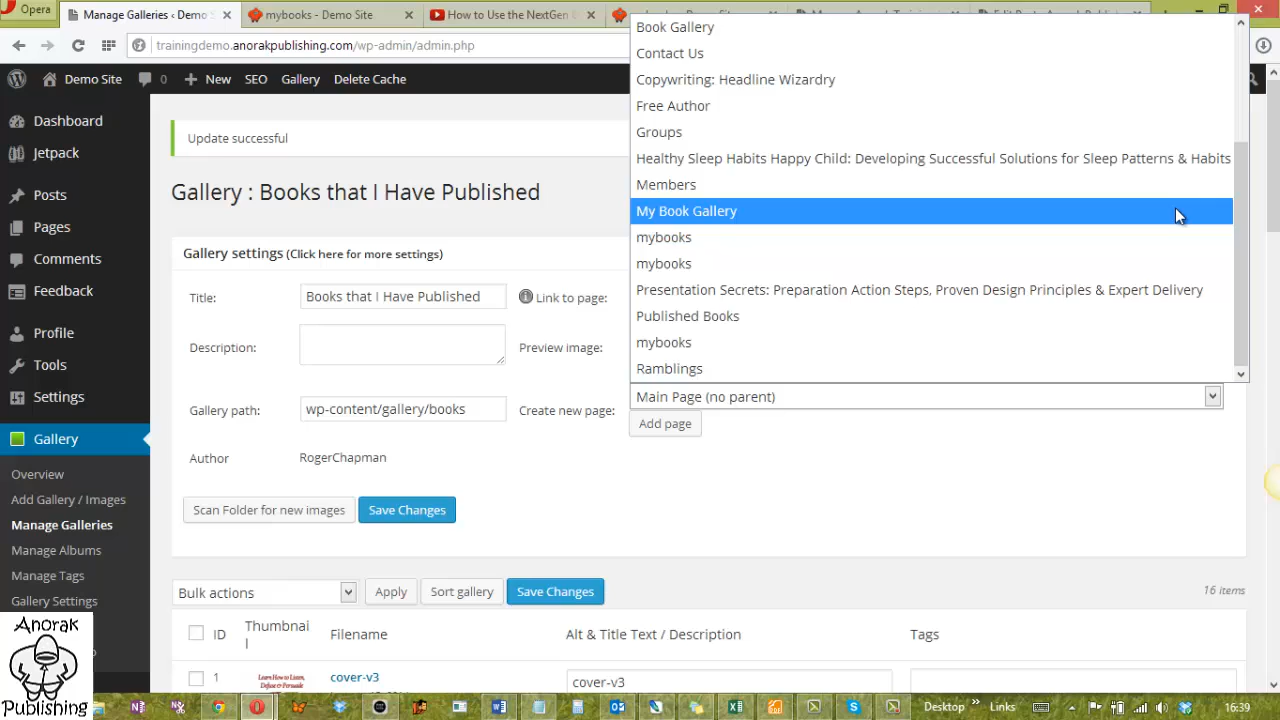 Opera
Manage Galleries ‹ Demo S
mybooks - Demo Site
How to Use the NextGen
trainingdemo.anorakpublishing.com/wp-admin/admin.php
Demo Site
0
New
SEO
Gallery
Delete Cache
Dashboard
Jetpack
Posts
Pages
Comments
Feedback
Profile
Tools
Settings
Gallery
Overview
Add Gallery / Images
Manage Galleries
Manage Albums
Manage Tags
Gallery Settings
Update successful
Gallery : Books that I Have Published
Gallery settings (Click here for more settings)
Title:
Books that I Have Published
Link to page:
Description:
Preview image:
Gallery path:
wp-content/gallery/books
Create new page:
Main Page (no parent)
Add page
Author
RogerChapman
Scan Folder for new images
Save Changes
Book Gallery
Contact Us
Copywriting: Headline Wizardry
Free Author
Groups
Healthy Sleep Habits Happy Child: Developing Successful Solutions for Sleep Patterns & Habits
Members
My Book Gallery
mybooks
mybooks
Presentation Secrets: Preparation Action Steps, Proven Design Principles & Expert Delivery
Published Books
mybooks
Ramblings
Bulk actions
Apply
Sort gallery
Save Changes
16 items
ID
Thumbnai
l
Filename
Alt & Title Text / Description
Tags
1
Learn How to Listen,
Defuse & Persuade
cover-v3
cover-v3
Anorak
Publishing
Desktop
Links
16:39